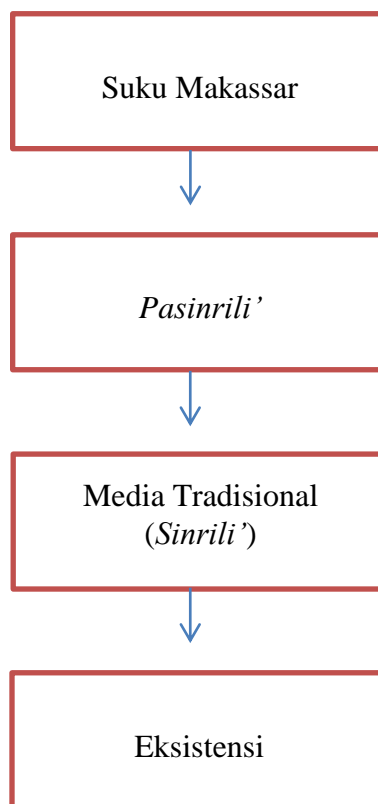 Suku Makassar
Pasinrili’
Media Tradisional
(Sinrili’)
Eksistensi